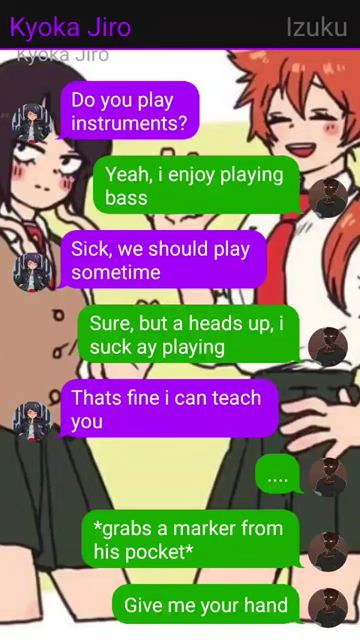 Kyoka Jiro
Izuku
Kyoka Jiro
Do you play
instruments?
Yeah, i enjoy playing
bass
Sick, we should play
sometime
Sure, but a heads up, i
suck ay playing
Thats fine i can teach
you
....
*grabs a marker from
his pocket*
Give me your hand